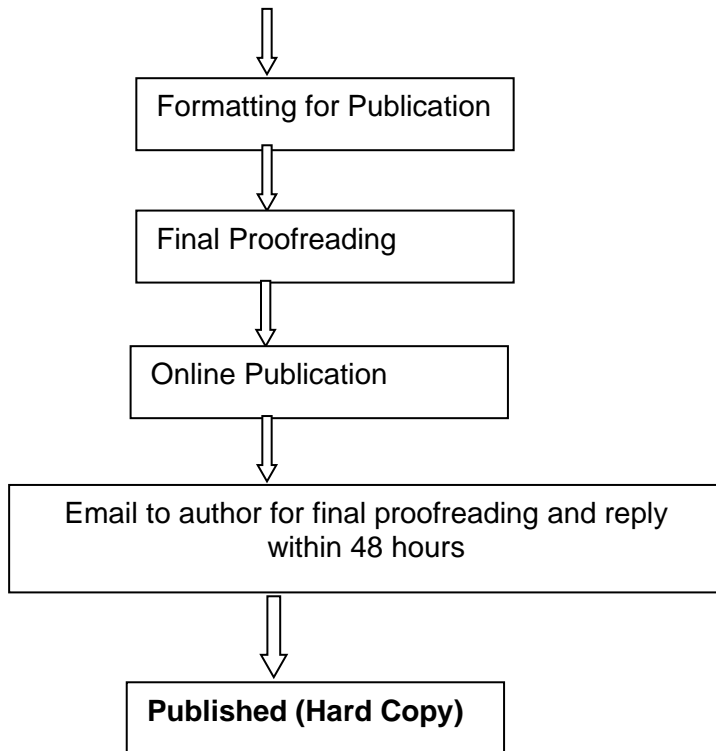 Formatting for Publication
Final Proofreading
Online Publication
Email to author for final proofreading and reply
within 48 hours
Published (Hard Copy)